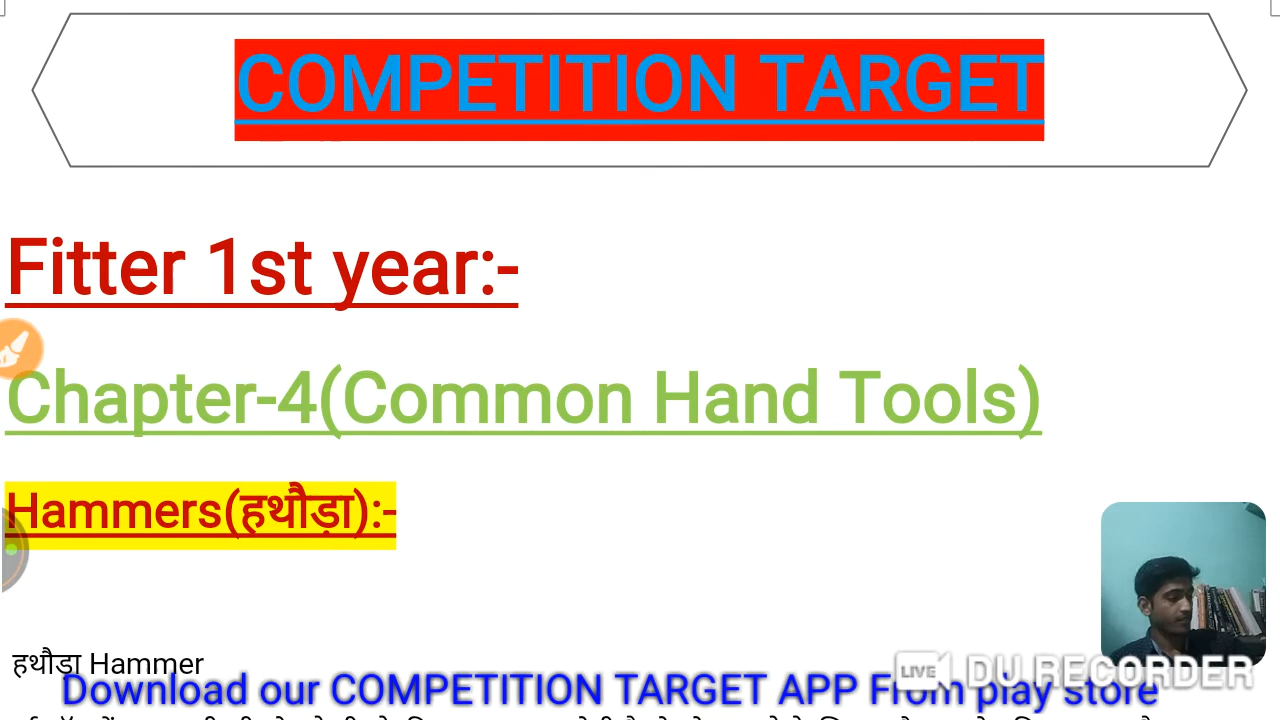 COMPETITION TARGET
Fitter 1st year:-
Chapter-4(Common Hand Tools)
Hammers(हथौड़ा):-
हथौड़ा Hammer
Download our COMPETITION TARGET APP From play store
LIVE DU RECORDER